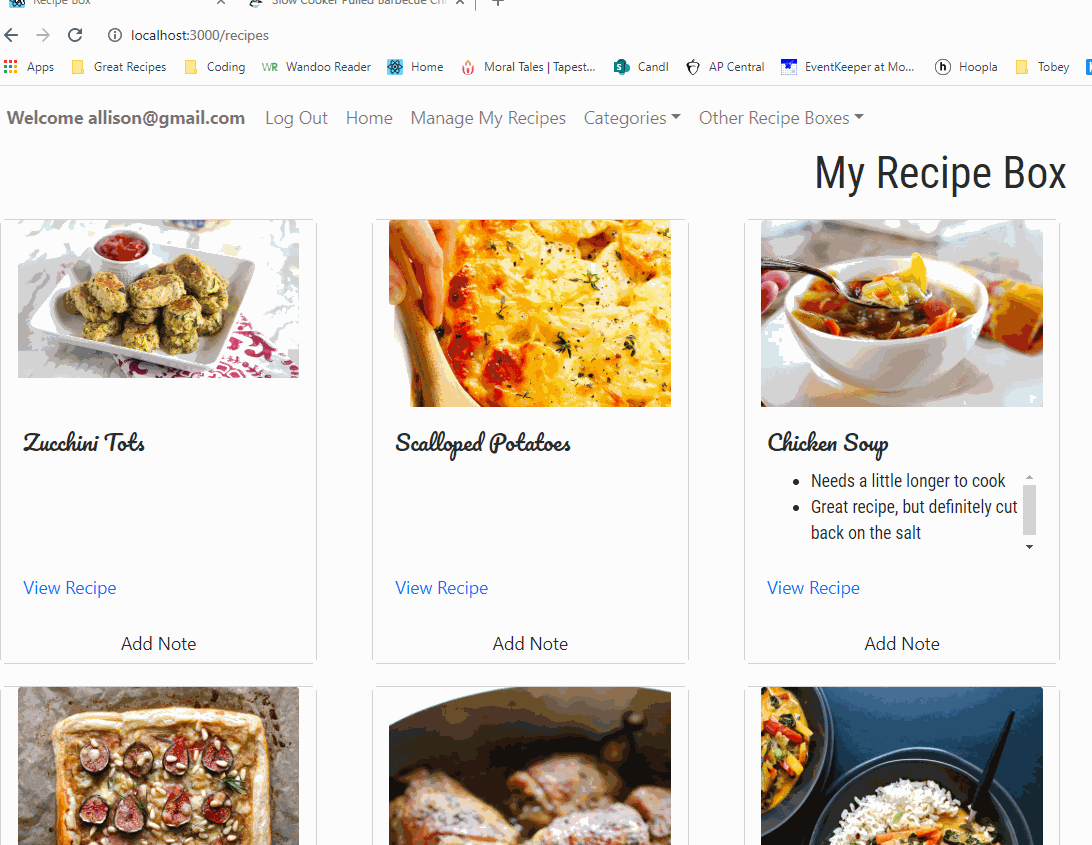 Recipe Box
Slow Cooker Pulled Barbecue Chi
localhost:3000/recipes
Apps Great Recipes Coding WR Wandoo Reader Home Moral Tales | Tapest... S Candl AP Central EventKeeper at Mo... h Hoopla Tobey
Welcome allison@gmail.com Log Out Home Manage My Recipes Categories Other Recipe Boxes
My Recipe Box
Zucchini Tots
Scalloped Potatoes
Chicken Soup
• Needs a little longer to cook
• Great recipe, but definitely cut
back on the salt
View Recipe
View Recipe
View Recipe
Add Note
Add Note
Add Note